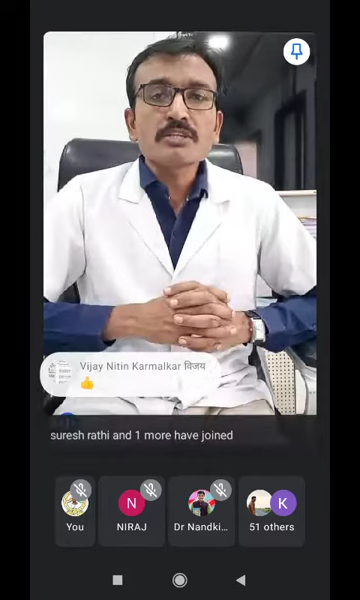 Vijay Nitin Karmalkar विजय
👍
suresh rathi and 1 more have joined
N
K
You
NIRAJ
Dr Nandki...
51 others